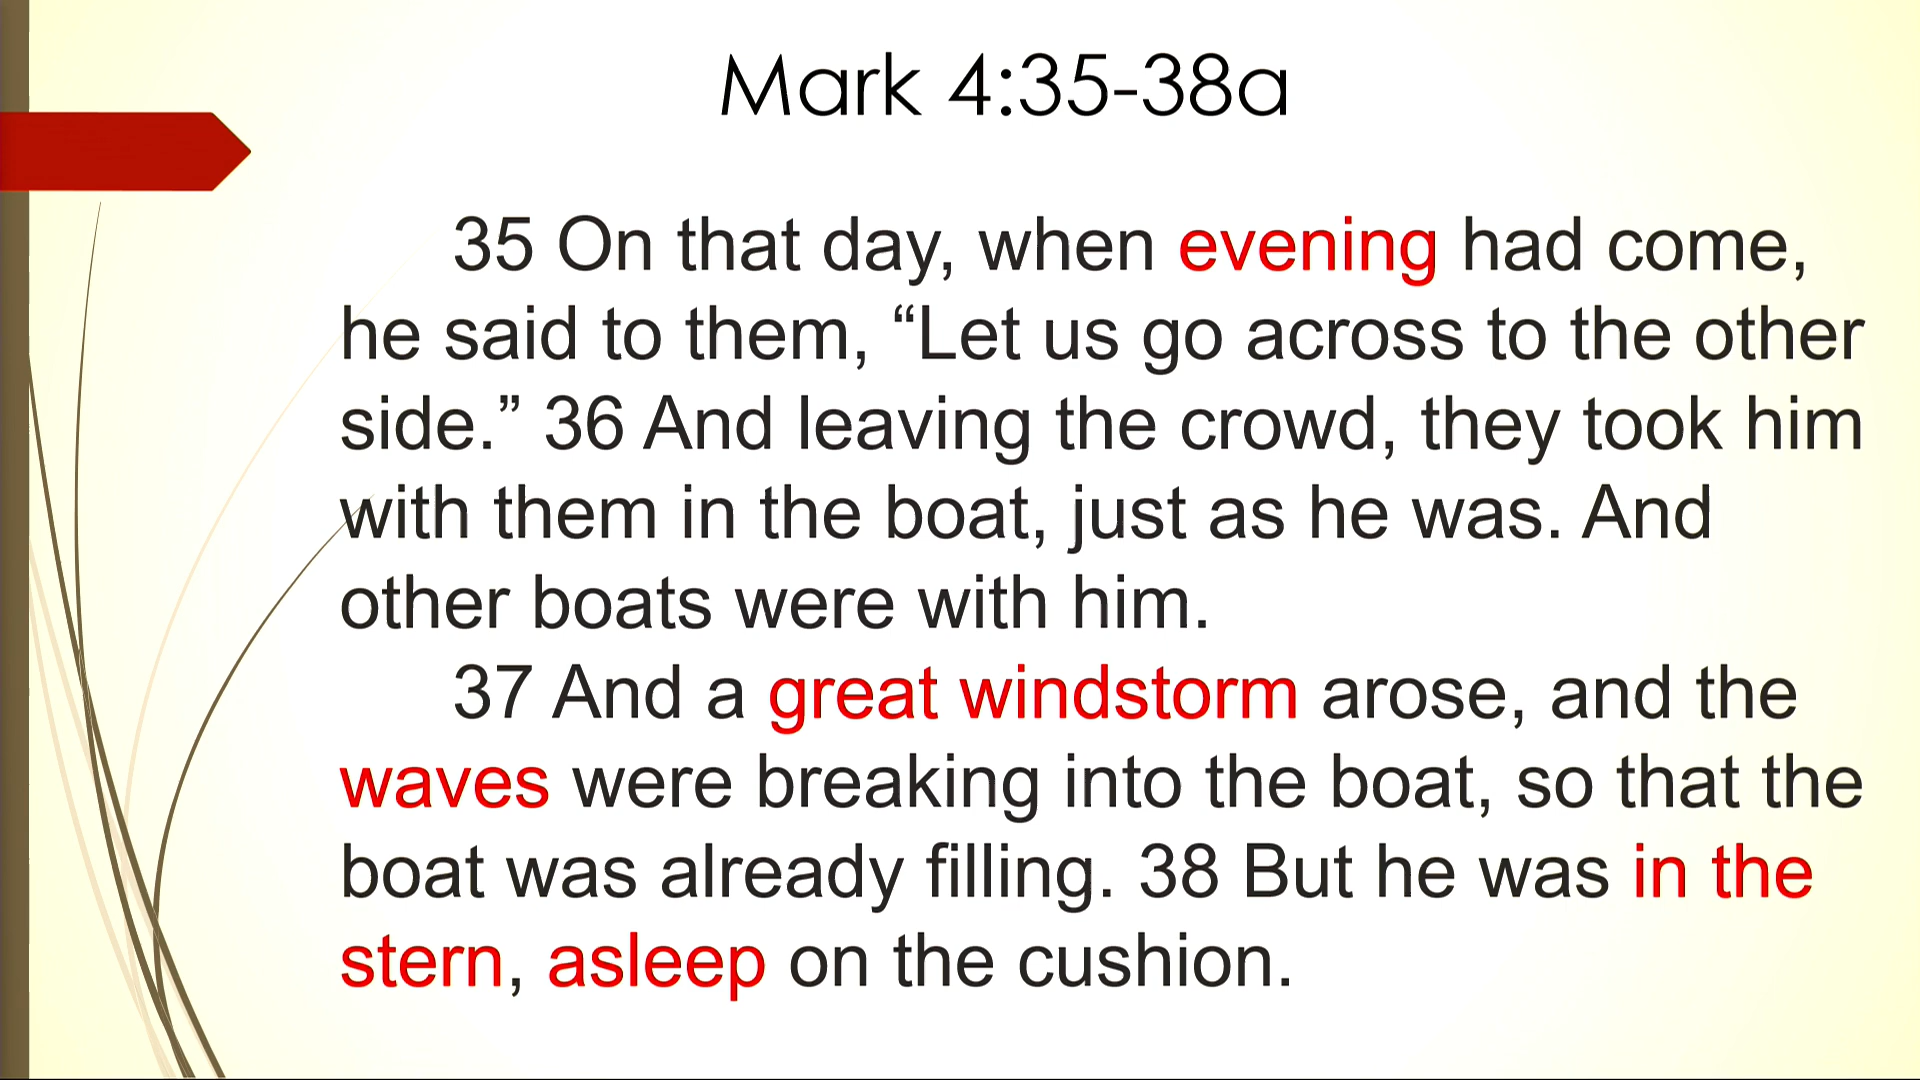 Mark 4:35-38a
35 On that day, when evening had come,
he said to them, “Let us go across to the other
side.” 36 And leaving the crowd, they took him
with them in the boat, just as he was. And
other boats were with him.
37 And a great windstorm arose, and the
waves were breaking into the boat, so that the
boat was already filling. 38 But he was in the
stern, asleep on the cushion.